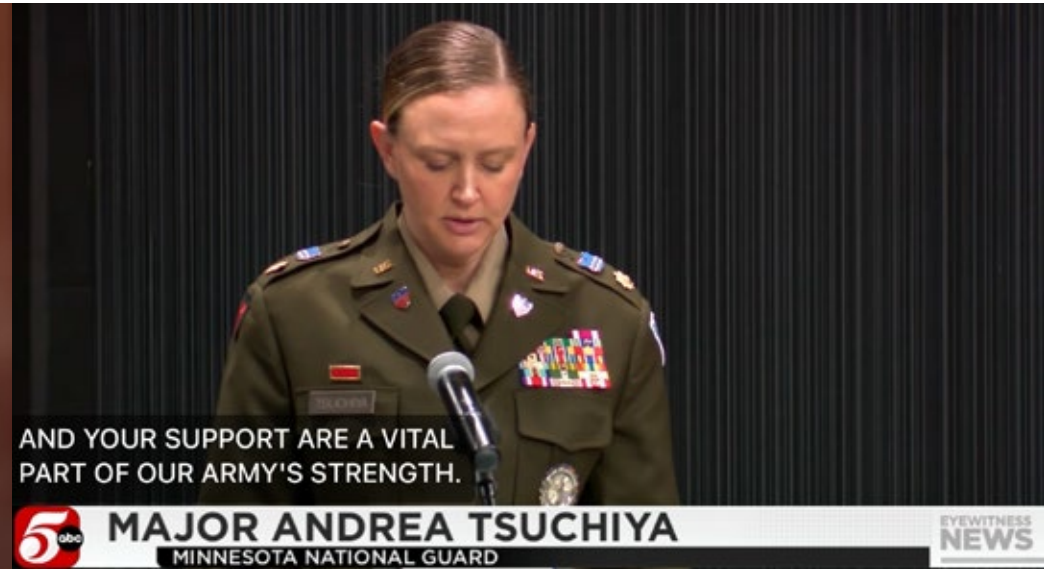 TSUCHIYA
AND YOUR SUPPORT ARE A VITAL
PART OF OUR ARMY'S STRENGTH.
5 abc
MAJOR ANDREA TSUCHIYA
MINNESOTA NATIONAL GUARD
EYEWITNESS
NEWS